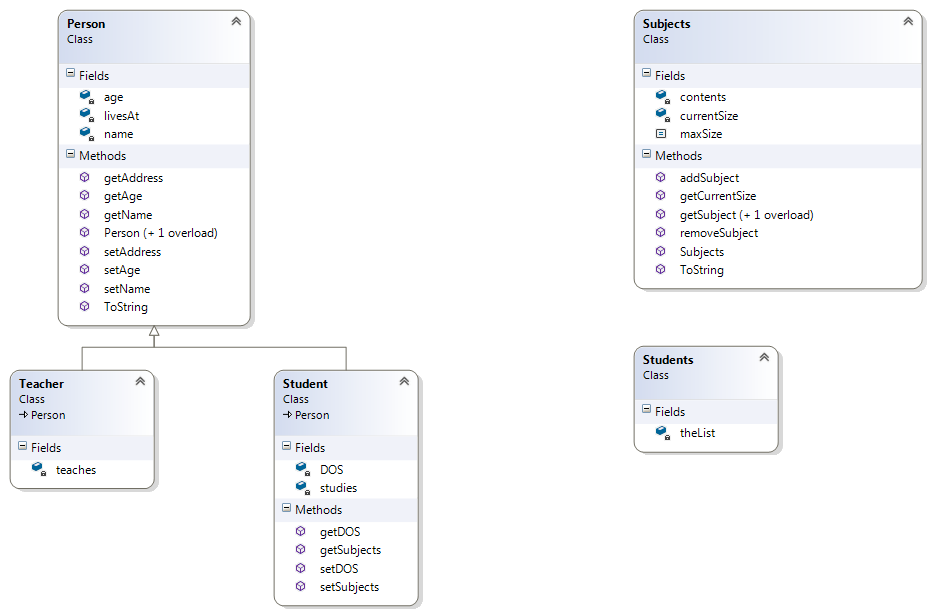 Person
Class
Fields
age
livesAt
name
Methods
getAddress
getAge
getName
Person (+ 1 overload)
setAddress
setAge
setName
ToString
Subjects
Class
Fields
contents
currentSize
maxSize
Methods
addSubject
getCurrentSize
getSubject (+ 1 overload)
removeSubject
Subjects
ToString
Teacher
Class
Person
Fields
teaches
Student
Class
Person
Fields
DOS
studies
Methods
getDOS
getSubjects
setDOS
setSubjects
Students
Class
Fields
theList